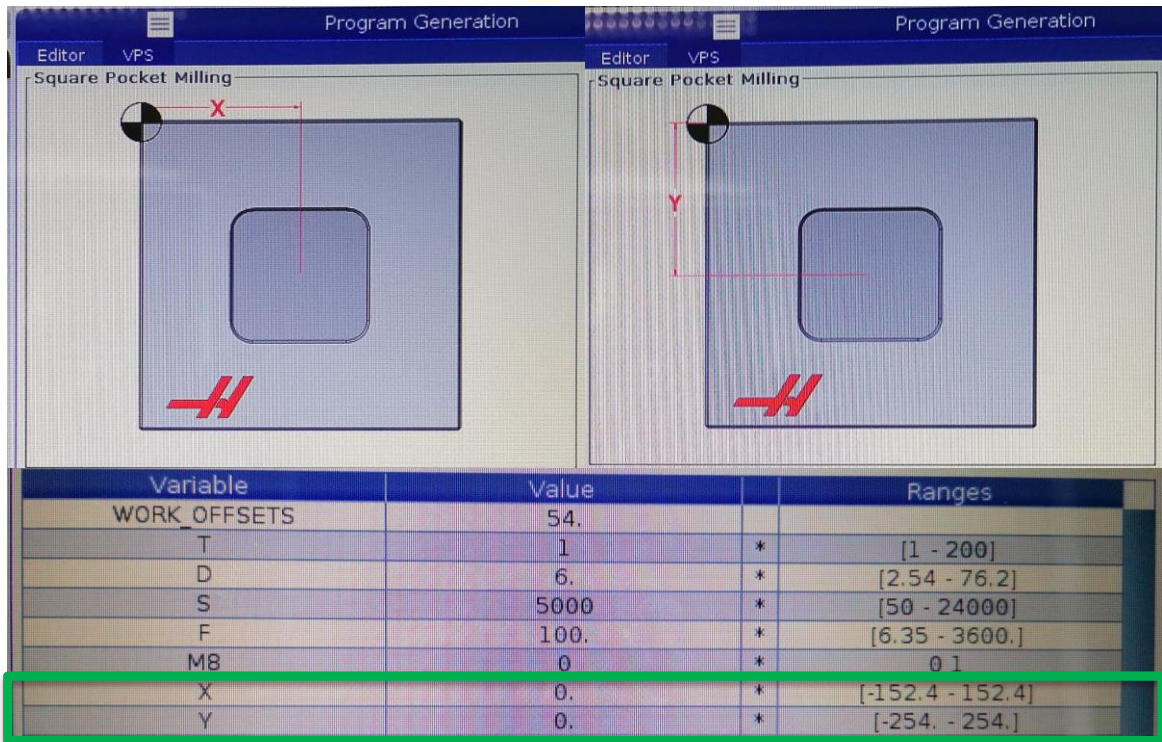 Program Generation
Editor VPS
Square Pocket Milling
X
Program Generation
Editor VPS
Square Pocket Milling
Y
Variable Value Ranges
WORK_OFFSETS 54.
T 1 * [1 - 200]
D 6. * [2.54 - 76.2]
S 5000 * [50 - 24000]
F 100. * [6.35 - 3600.]
M8 0 * 0 1
X 0. * [-152.4 - 152.4]
Y 0. * [-254. - 254.]